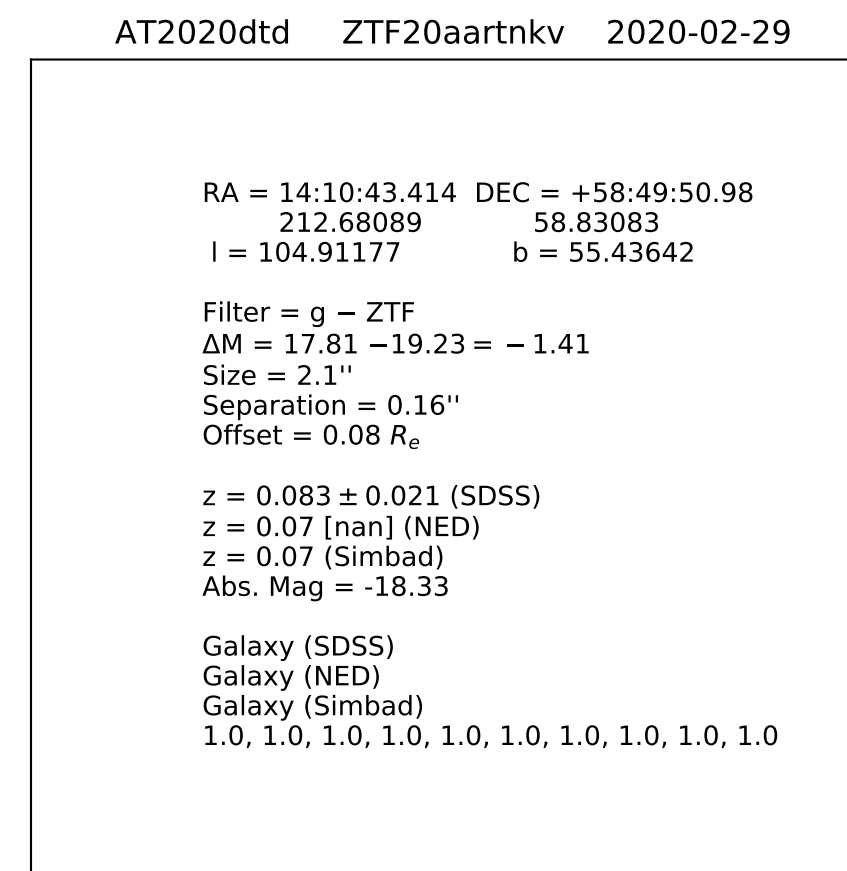 AT2020dtd ZTF20aartnkv 2020-02-29
RA = 14:10:43.414 DEC = +58:49:50.98
212.68089 58.83083
l = 104.91177 b = 55.43642
Filter = g − ZTF
ΔM = 17.81 −19.23 = − 1.41
Size = 2.1''
Separation = 0.16''
Offset = 0.08 Re
z = 0.083 ± 0.021 (SDSS)
z = 0.07 [nan] (NED)
z = 0.07 (Simbad)
Abs. Mag = -18.33
Galaxy (SDSS)
Galaxy (NED)
Galaxy (Simbad)
1.0, 1.0, 1.0, 1.0, 1.0, 1.0, 1.0, 1.0, 1.0, 1.0